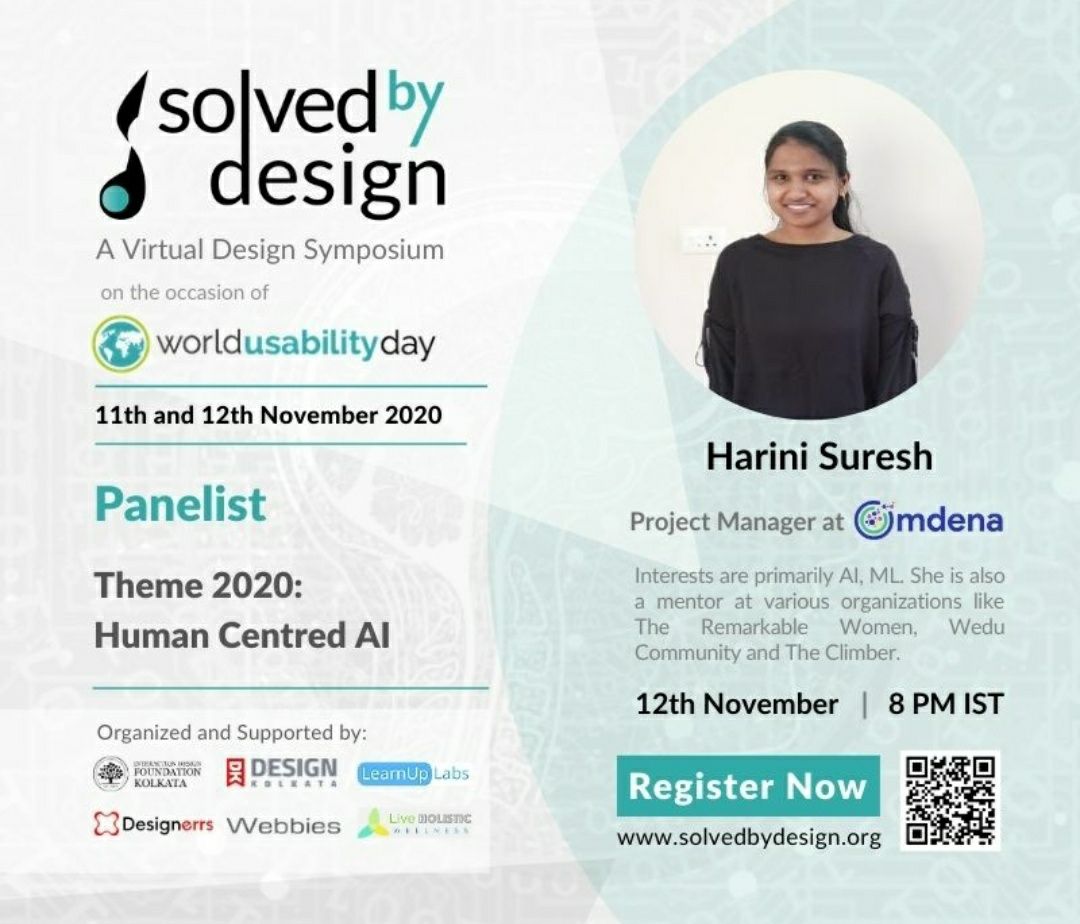 solved by
design
A Virtual Design Symposium
on the occasion of
worldusabilityday
11th and 12th November 2020
Panelist
Theme 2020:
Human Centred AI
Organized and Supported by:
INTERACTION DESIGN
FOUNDATION
KOLKATA
DK DESIGN
KOLKATA
LearnUp Labs
Designerrs
Webbies
Live HOLISTIC
WELLNESS
Harini Suresh
Project Manager at Omdena
Interests are primarily AI, ML. She is also
a mentor at various organizations like
The Remarkable Women, Wedu
Community and The Climber.
12th November | 8 PM IST
Register Now
www.solvedbydesign.org